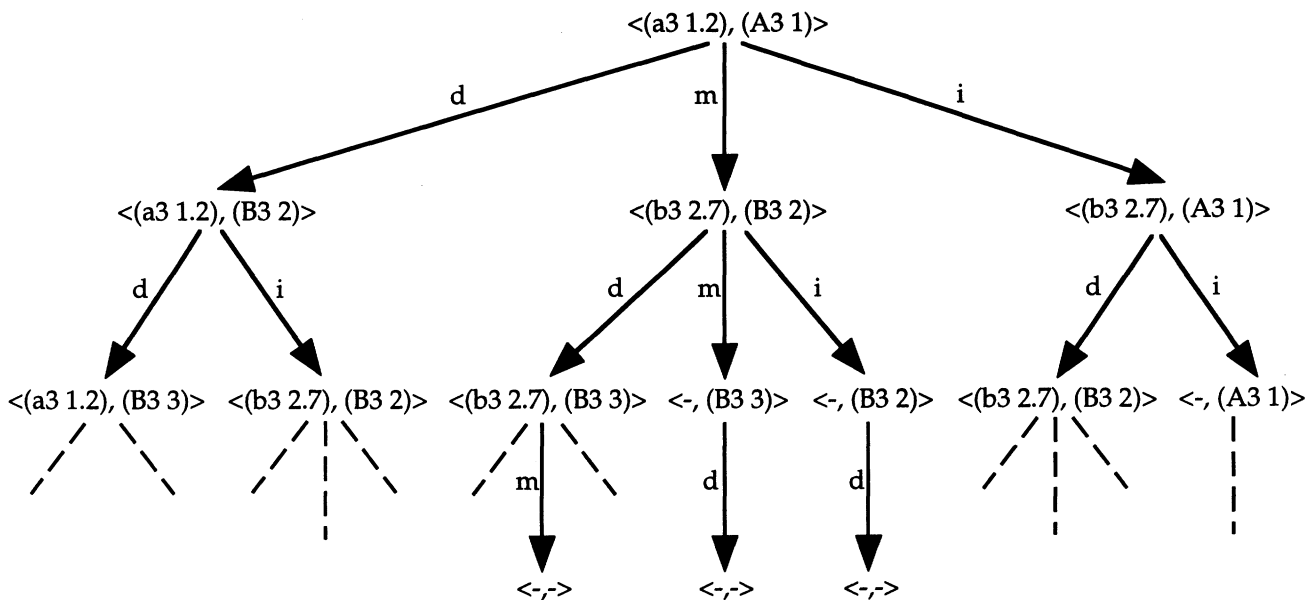 <(a3 1.2), (A3 1)>
d m i
<(a3 1.2), (B3 2)> <(b3 2.7), (B3 2)> <(b3 2.7), (A3 1)>
d i d m i d i
<(a3 1.2), (B3 3)> <(b3 2.7), (B3 2)> <(b3 2.7), (B3 3)> <-, (B3 3)> <-, (B3 2)> <(b3 2.7), (B3 2)> <-, (A3 1)>
m d d
<-,-> <-,-> <-,->